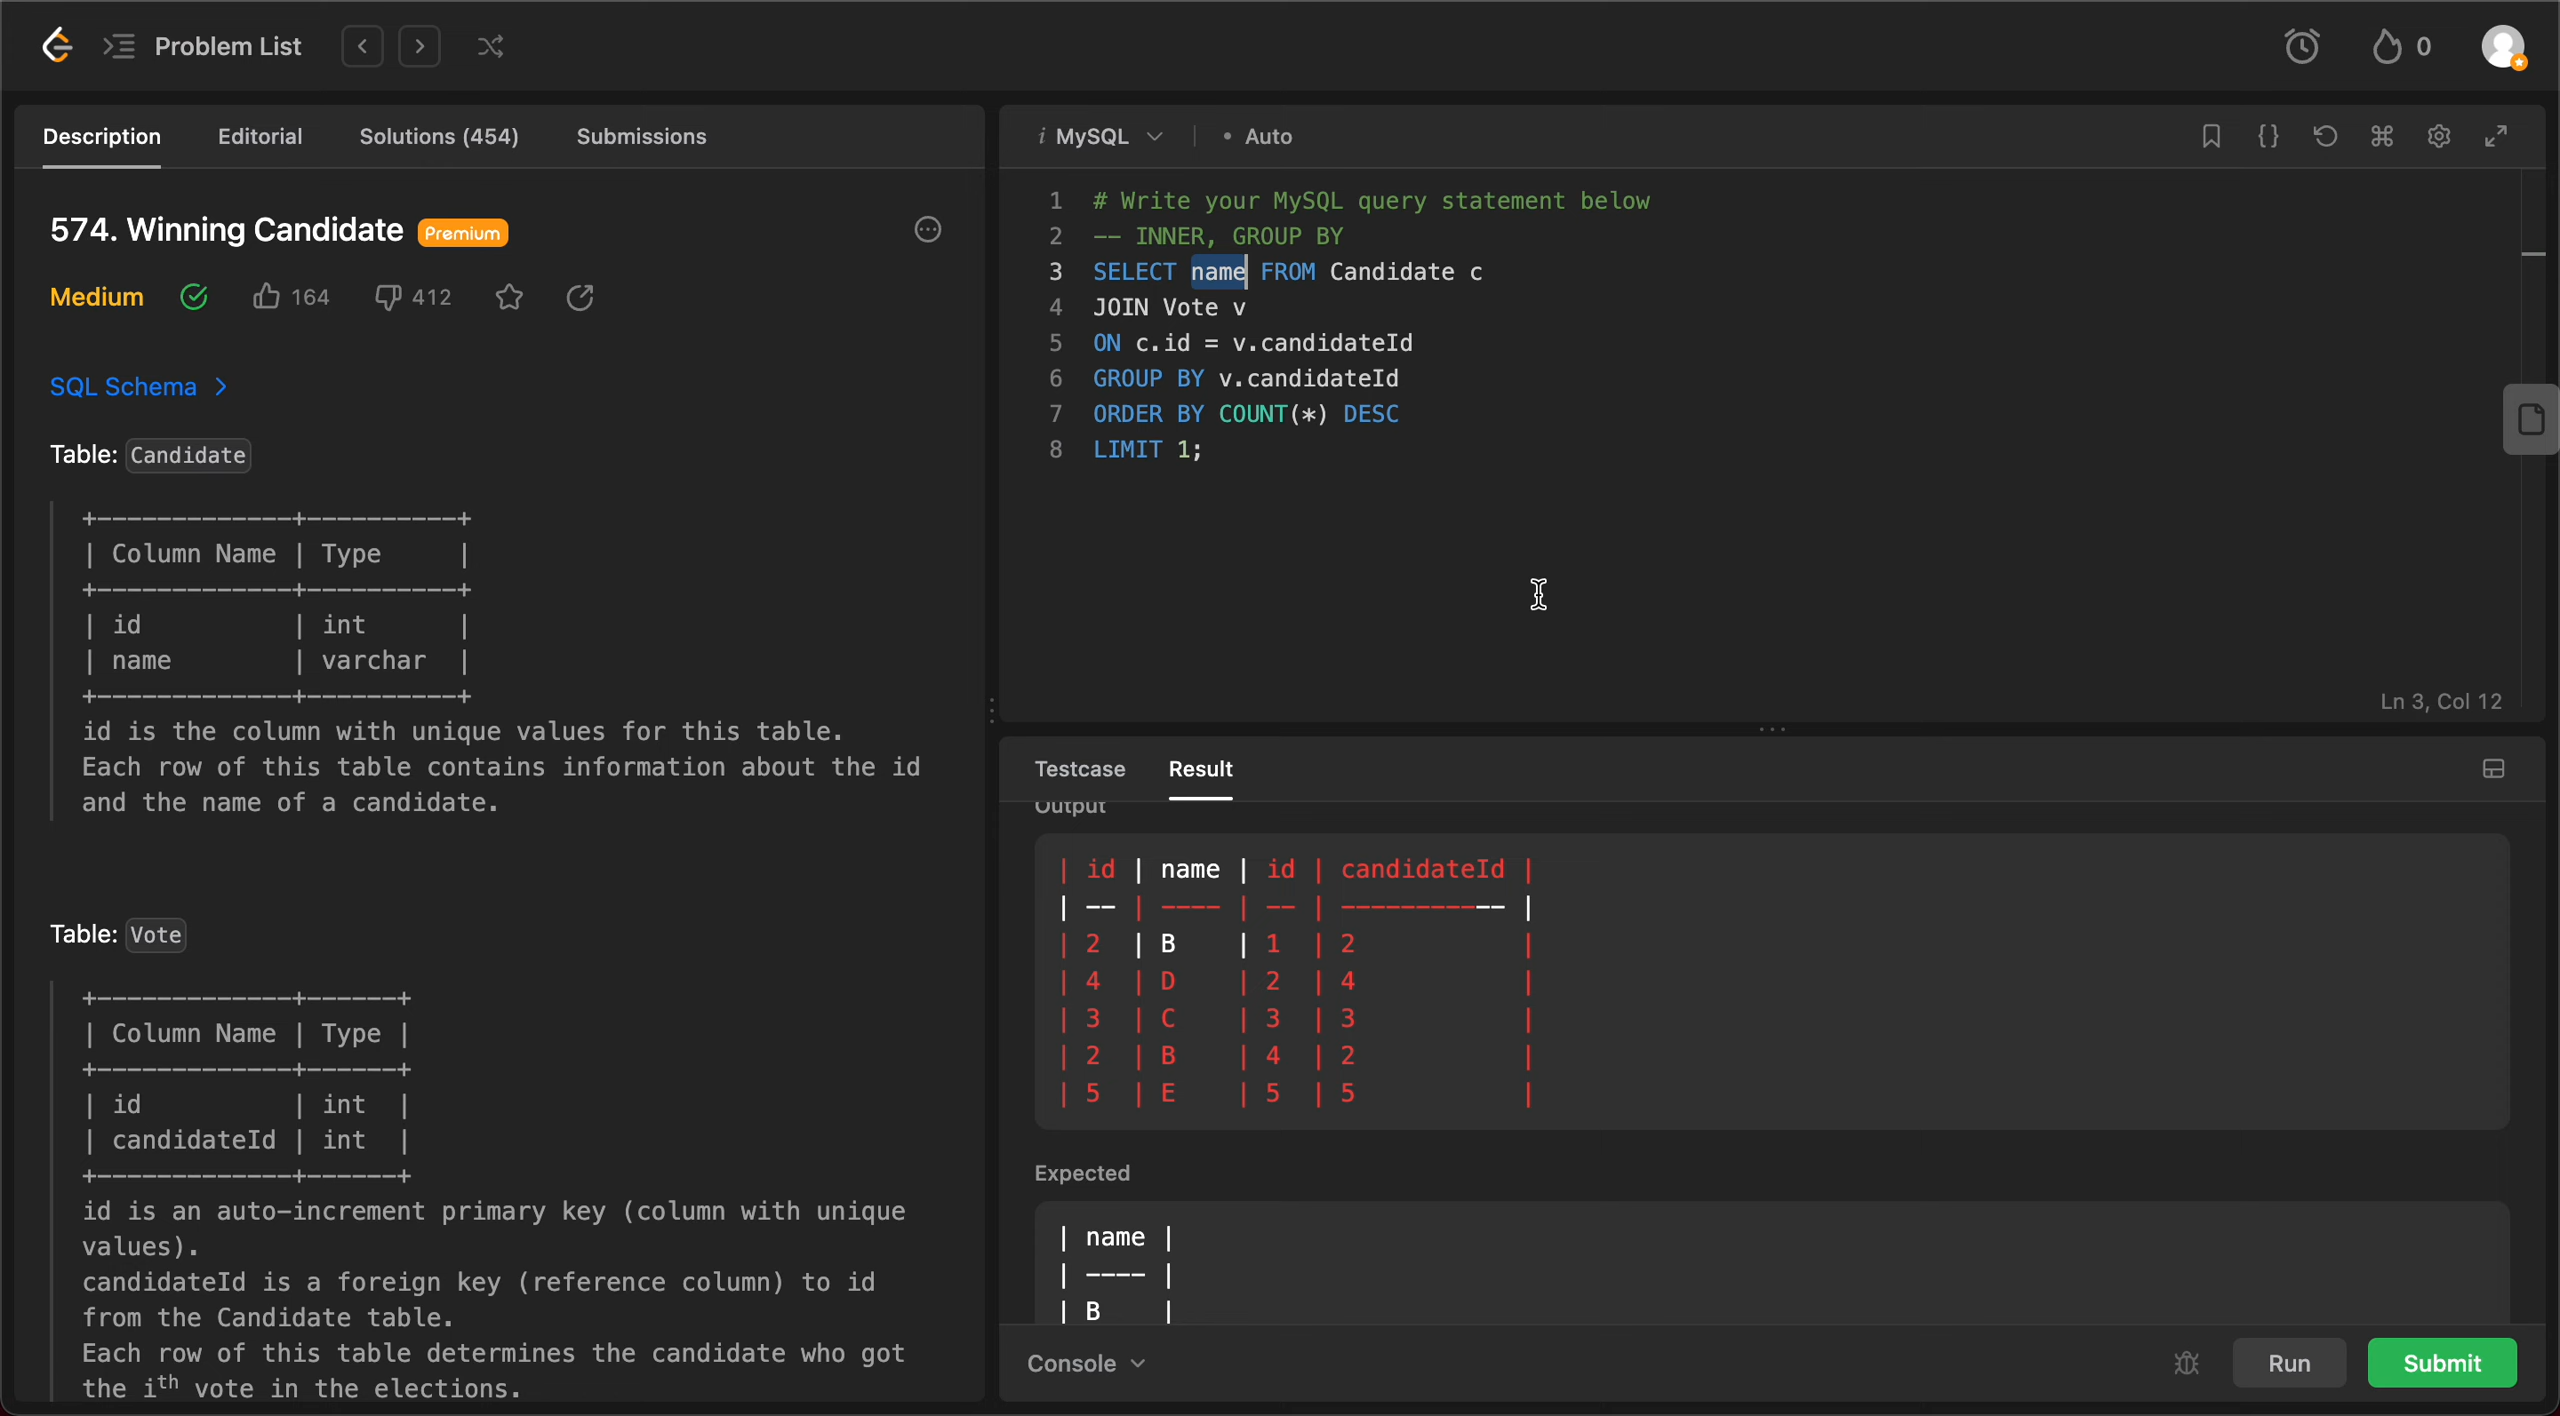 Problem List
0
Description
Editorial
Solutions (454)
Submissions
574. Winning Candidate
Premium
Medium
164
412
SQL Schema >
Table: Candidate
+-------------+----------+
| Column Name | Type     |
+-------------+----------+
| id          | int      |
| name        | varchar  |
+-------------+----------+
id is the column with unique values for this table.
Each row of this table contains information about the id
and the name of a candidate.
Table: Vote
+-------------+------+
| Column Name | Type |
+-------------+------+
| id          | int  |
| candidateId | int  |
+-------------+------+
id is an auto-increment primary key (column with unique
values).
candidateId is a foreign key (reference column) to id
from the Candidate table.
Each row of this table determines the candidate who got
the ith vote in the elections.
i MySQL
• Auto
1 # Write your MySQL query statement below
2 -- INNER, GROUP BY
3 SELECT name FROM Candidate c
4 JOIN Vote v
5 ON c.id = v.candidateId
6 GROUP BY v.candidateId
7 ORDER BY COUNT(*) DESC
8 LIMIT 1;
Ln 3, Col 12
Testcase
Result
Output
| id | name | id | candidateId |
| -- | ---- | -- | ----------- |
| 2  | B    | 1  | 2           |
| 4  | D    | 2  | 4           |
| 3  | C    | 3  | 3           |
| 2  | B    | 4  | 2           |
| 5  | E    | 5  | 5           |
Expected
| name |
| ---- |
| B    |
Console
Run
Submit